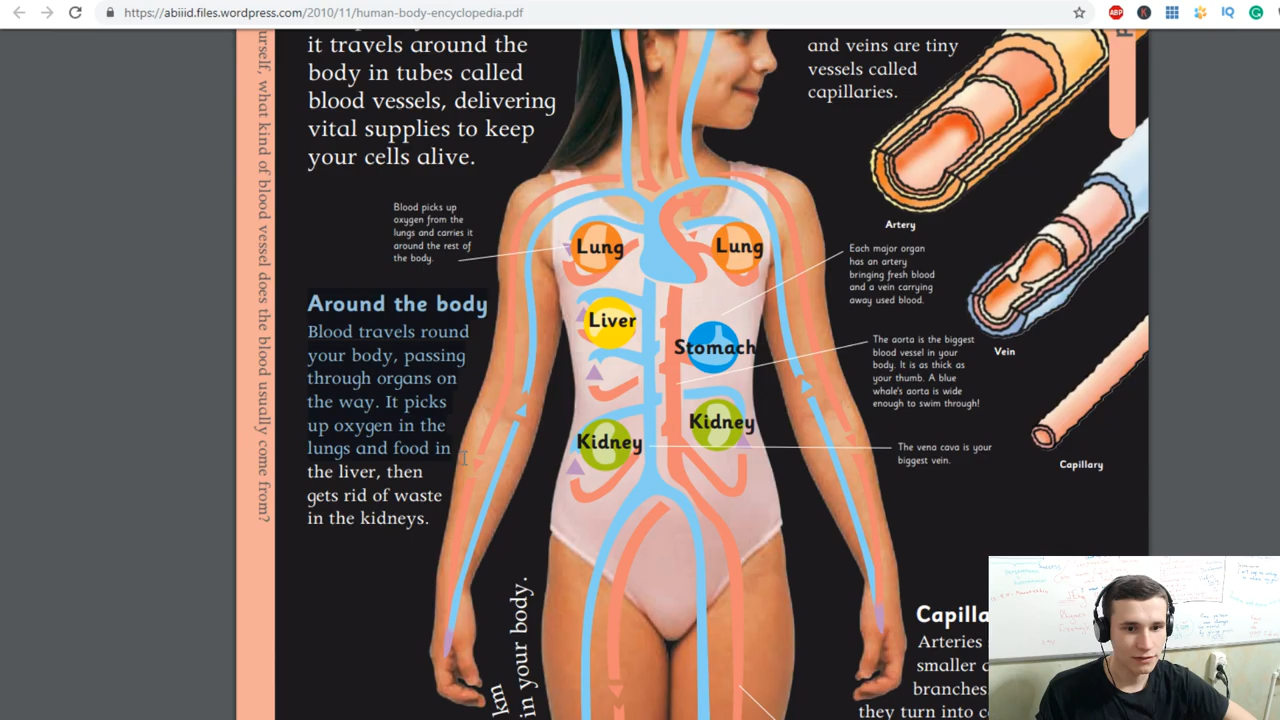 https://abiiid.files.wordpress.com/2010/11/human-body-encyclopedia.pdf
it travels around the
body in tubes called
blood vessels, delivering
vital supplies to keep
your cells alive.
and veins are tiny
vessels called
capillaries.
Artery
Vein
Capillary
Blood picks up
oxygen from the
lungs and carries it
around the rest of
the body.
Lung
Lung
Liver
Stomach
Kidney
Kidney
Each major organ
has an artery
bringing fresh blood
and a vein carrying
away used blood.
The aorta is the biggest
blood vessel in your
body. It is as thick as
your thumb. A blue
whale's aorta is wide
enough to swim through!
The vena cava is your
biggest vein.
Around the body
Blood travels round
your body, passing
through organs on
the way. It picks
up oxygen in the
lungs and food in
the liver, then
gets rid of waste
in the kidneys.
ourself, what kind of blood vessel does the blood usually come from?
km
in your body.
Capilla
Arteries
smaller
branches
they turn into c